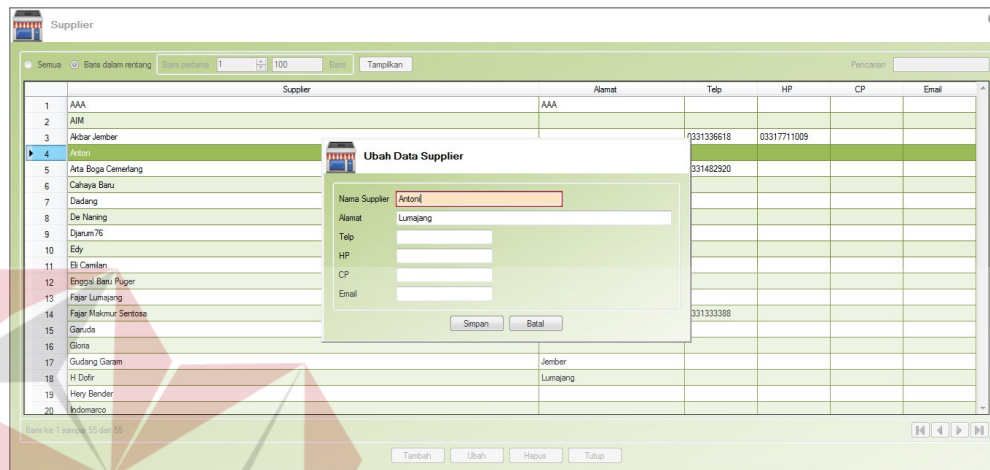 Supplier
Semua Baris dalam rentang Baris pertama 1 100 Baris Tampilkan Pencarian
Supplier Alamat Telp HP CP Email
1 AAA AAA
2 AIM
3 Akbar Jember 0331336618 03317711009
4 Anton
5 Arta Boga Cemerlang 331482920
6 Cahaya Baru
7 Dadang
8 De Naning
9 Djarum76
10 Edy
11 Eli Camilan
12 Enggal Baru Puger
13 Fajar Lumajang
14 Fajar Makmur Sentosa 331333388
15 Garuda
16 Gloria
17 Gudang Garam Jember
18 H Dofir Lumajang
19 Hery Bender
20 Indomarco
Ubah Data Supplier
Nama Supplier Antoni
Alamat Lumajang
Telp
HP
CP
Email
Simpan Batal
Baris ke 1 sampai 55 dari 55
Tambah Ubah Hapus Tutup